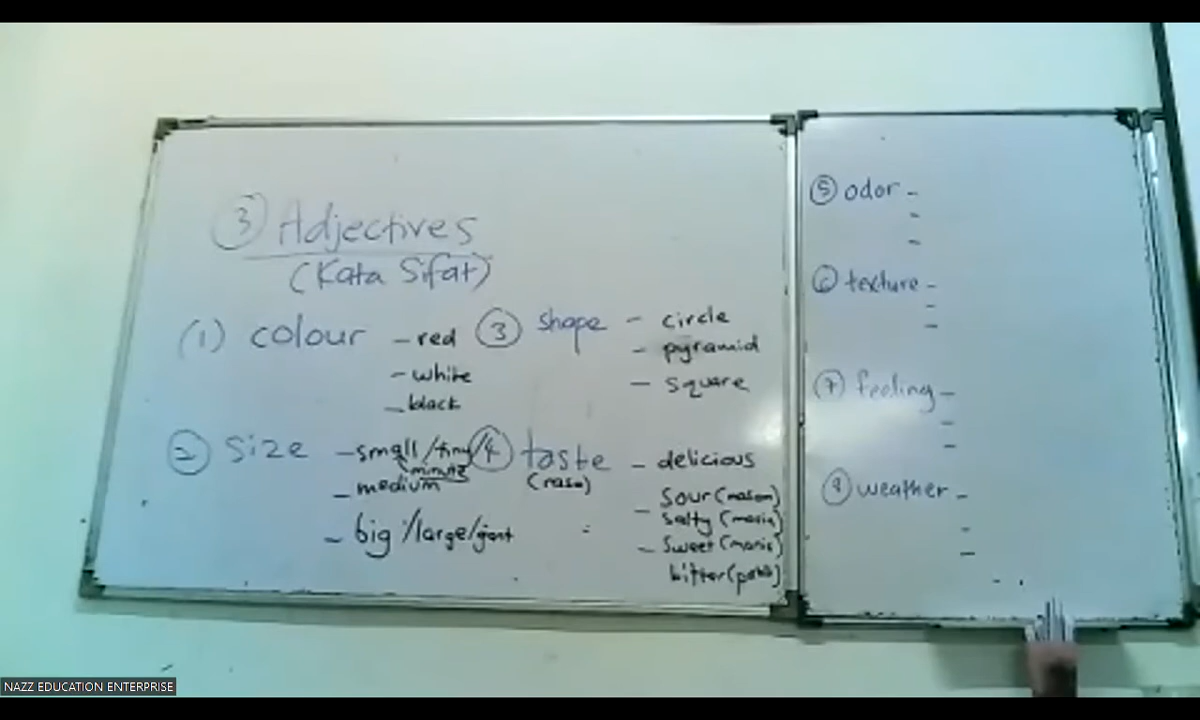 ③ Adjectives
(Kata Sifat)
(1) colour - red
- white
- black
② size - small/tiny/
(minute
- medium
- big /large/giant
③ shape - circle
- pyramid
- square
④ taste - delicious
(rasa)
- sour (masam)
salty (masin)
- sweet (manis)
bitter (pahit)
⑤ odor -
-
-
⑥ texture -
-
-
⑦ feeling -
-
-
⑧ weather -
-
-
NAZZ EDUCATION ENTERPRISE